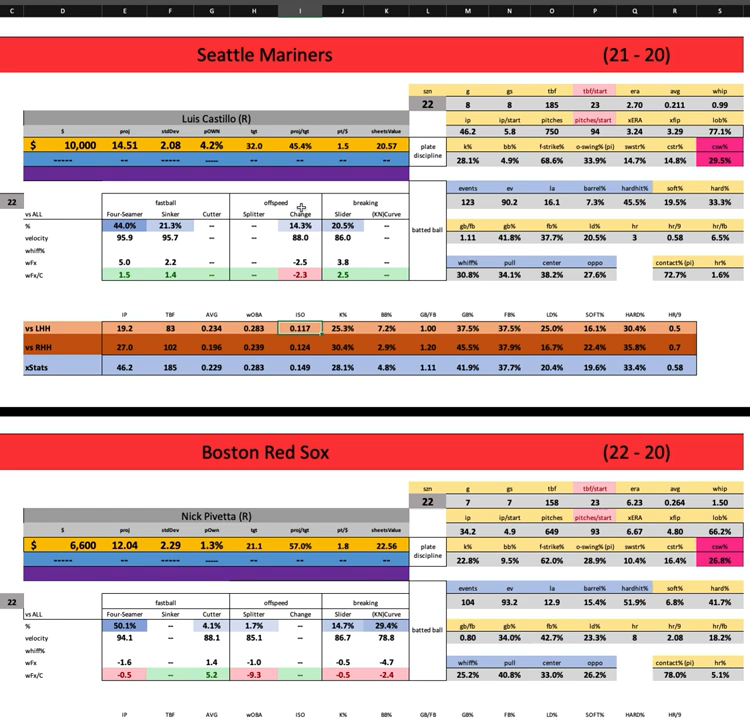 C D E F G H I J K L M N O P Q R S
Seattle Mariners (21 - 20)
szn g gs tbf tbf/start era avg whip
22 8 8 185 23 2.70 0.211 0.99
Luis Castillo (R) ip ip/start pitches pitches/start xERA xfip lob%
46.2 5.8 750 94 3.24 3.29 77.1%
$ proj stdDev pOWN tgt proj/tgt pt/$ sheetsValue
$ 10,000 14.51 2.08 4.2% 32.0 45.4% 1.5 20.57
plate discipline k% bb% f-strike% o-swing% (pi) swstr% cstr% csw%
----- -- -- ---- -- -- -- -- 28.1% 4.9% 68.6% 33.9% 14.7% 14.8% 29.5%
events ev la barrel% hardhit% soft% hard%
22 fastball offspeed breaking 123 90.2 16.1 7.3% 45.5% 19.5% 33.3%
vs ALL Four-Seamer Sinker Cutter Splitter Change Slider (KN)Curve
% 44.0% 21.3% -- -- 14.3% 20.5% -- batted ball gb/fb gb% fb% ld% hr hr/9 hr/fb
velocity 95.9 95.7 -- -- 88.0 86.0 -- 1.11 41.8% 37.7% 20.5% 3 0.58 6.5%
whiff%
wFx 5.0 2.2 -- -- -2.5 3.8 -- whiff% pull center oppo contact% (pi) hr%
wFx/C 1.5 1.4 -- -- -2.3 2.5 -- 30.8% 34.1% 38.2% 27.6% 72.7% 1.6%
IP TBF AVG wOBA ISO K% BB% GB/FB GB% FB% LD% SOFT% HARD% HR/9
vs LHH 19.2 83 0.234 0.283 0.117 25.3% 7.2% 1.00 37.5% 37.5% 25.0% 16.1% 30.4% 0.5
vs RHH 27.0 102 0.196 0.239 0.124 30.4% 2.9% 1.20 45.5% 37.9% 16.7% 22.4% 35.8% 0.7
xStats 46.2 185 0.229 0.283 0.149 28.1% 4.8% 1.11 41.9% 37.7% 20.4% 19.6% 33.4% 0.58
Boston Red Sox (22 - 20)
szn g gs tbf tbf/start era avg whip
22 7 7 158 23 6.23 0.264 1.50
Nick Pivetta (R) ip ip/start pitches pitches/start xERA xfip lob%
34.2 4.9 649 93 6.67 4.80 66.2%
$ proj stdDev pOwn tgt proj/tgt pt/$ sheetsValue
$ 6,600 12.04 2.29 1.3% 21.1 57.0% 1.8 22.56
plate discipline k% bb% f-strike% o-swing% (pi) swstr% cstr% csw%
----- -- -- ---- -- -- -- -- 22.8% 9.5% 62.0% 28.9% 10.4% 16.4% 26.8%
events ev la barrel% hardhit% soft% hard%
22 fastball offspeed breaking 104 93.2 12.9 15.4% 51.9% 6.8% 41.7%
vs ALL Four-Seamer Sinker Cutter Splitter Change Slider (KN)Curve
% 50.1% -- 4.1% 1.7% -- 14.7% 29.4% batted ball gb/fb gb% fb% ld% hr hr/9 hr/fb
velocity 94.1 -- 88.1 85.1 -- 86.7 78.8 0.80 34.0% 42.7% 23.3% 8 2.08 18.2%
whiff%
wFx -1.6 -- 1.4 -1.0 -- -0.5 -4.7 whiff% pull center oppo contact% (pi) hr%
wFx/C -0.5 -- 5.2 -9.3 -- -0.5 -2.4 25.2% 40.8% 33.0% 26.2% 78.0% 5.1%
IP TBF AVG wOBA ISO K% BB% GB/FB GB% FB% LD% SOFT% HARD% HR/9